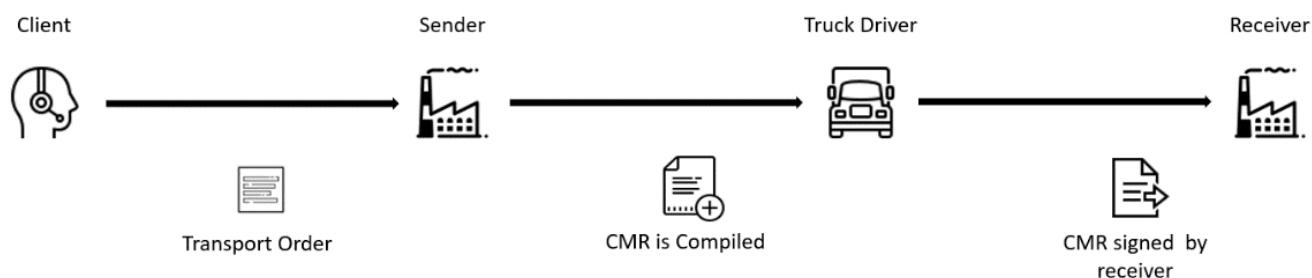 Client
Sender
Truck Driver
Receiver
Transport Order
CMR is Compiled
CMR signed by
receiver